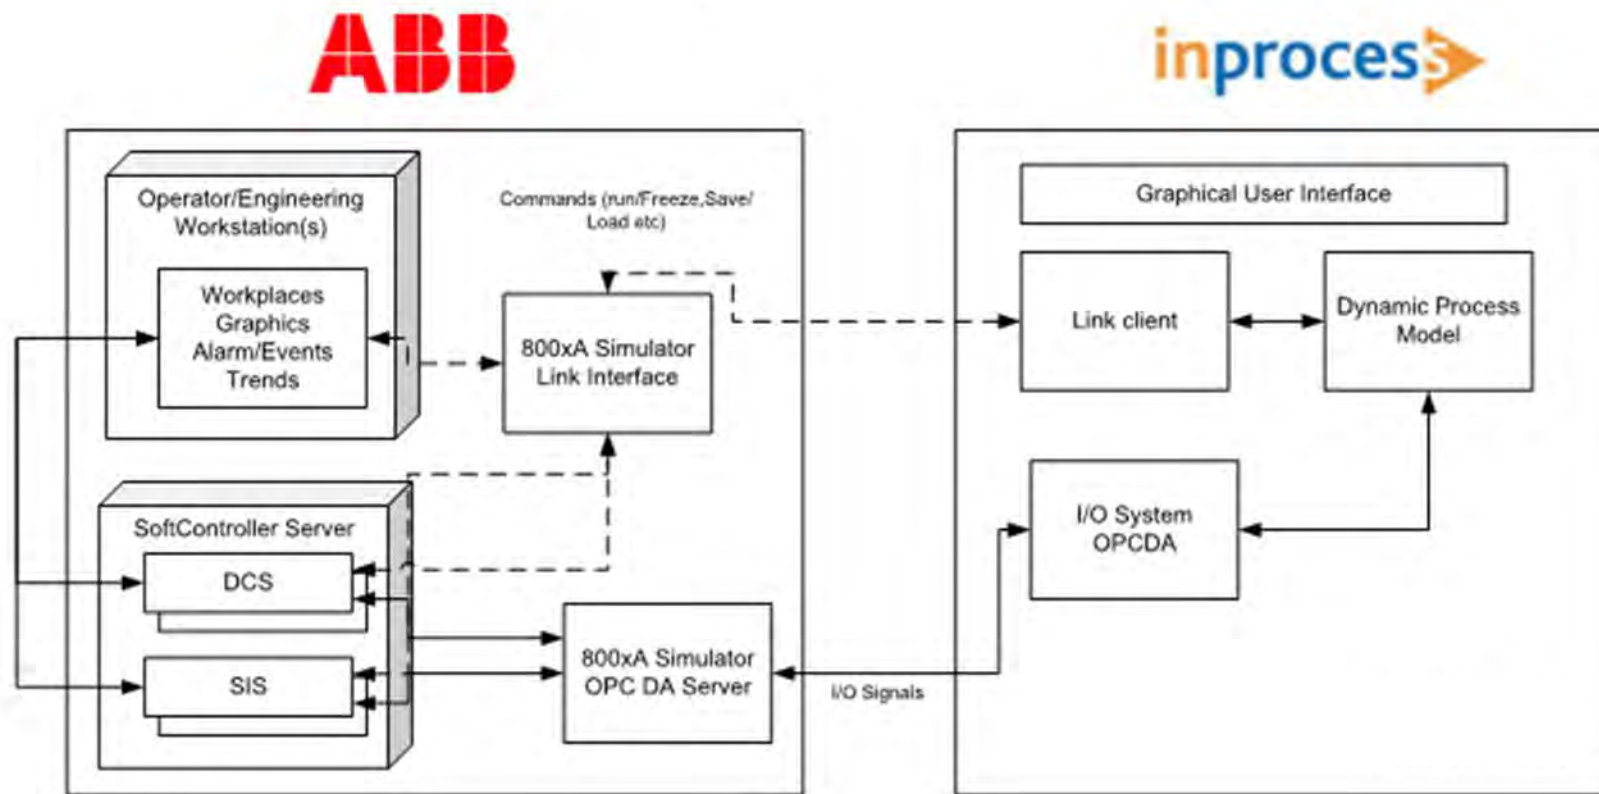 ABB
inprocess
Operator/Engineering
Workstation(s)
Workplaces
Graphics
Alarm/Events
Trends
Commands (run/Freeze,Save/
Load etc)
800xA Simulator
Link Interface
SoftController Server
DCS
SIS
800xA Simulator
OPC DA Server
I/O Signals
Graphical User Interface
Link client
Dynamic Process
Model
I/O System
OPCDA